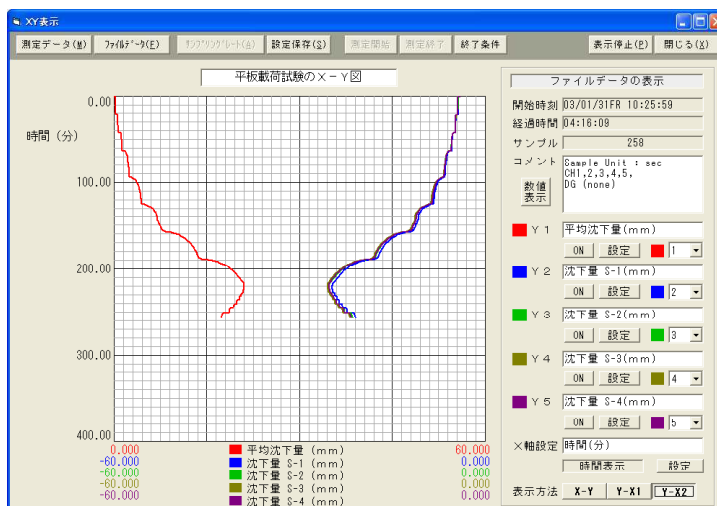 XY表示
測定データ(M) ファイルデータ(F) サンプリングレート(A) 設定保存(S) 測定開始 測定終了 終了条件 表示停止(P) 閉じる(X)
平板載荷試験のX－Y図
ファイルデータの表示
開始時刻 03/01/31FR 10:25:59
経過時間 04:16:09
サンプル 258
コメント Sample Unit : sec
CH1,2,3,4,5,
DG (none)
数値
表示
時間 (分)
0.00
100.00
200.00
300.00
400.00
Y1 平均沈下量(mm)
ON 設定 1
Y2 沈下量 S-1(mm)
ON 設定 2
Y3 沈下量 S-2(mm)
ON 設定 3
Y4 沈下量 S-3(mm)
ON 設定 4
Y5 沈下量 S-4(mm)
ON 設定 5
X軸設定 時間(分)
時間表示 設定
表示方法 X-Y Y-X1 Y-X2
0.000 平均沈下量 (mm) 60.000
-60.000 沈下量 S-1 (mm) 0.000
-60.000 沈下量 S-2 (mm) 0.000
-60.000 沈下量 S-3 (mm) 0.000
-60.000 沈下量 S-4 (mm) 0.000